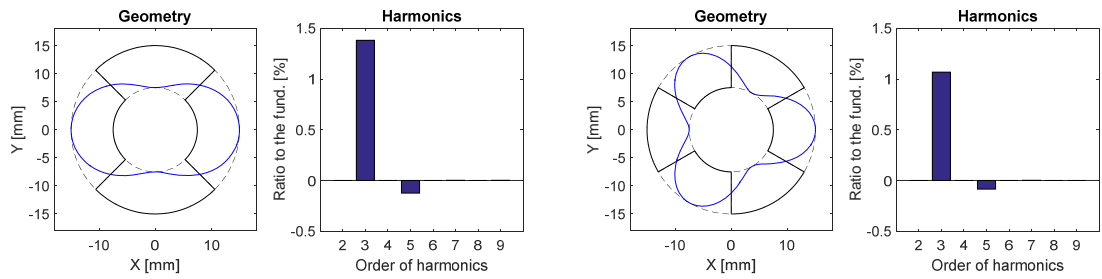 Geometry
Y [mm]
15
10
5
0
-5
-10
-15
-10 0 10
X [mm]
Harmonics
Ratio to the fund. [%]
1.5
1
0.5
0
-0.5
2 3 4 5 6 7 8 9
Order of harmonics
Geometry
Y [mm]
15
10
5
0
-5
-10
-15
-10 0 10
X [mm]
Harmonics
Ratio to the fund. [%]
1.5
1
0.5
0
-0.5
2 3 4 5 6 7 8 9
Order of harmonics